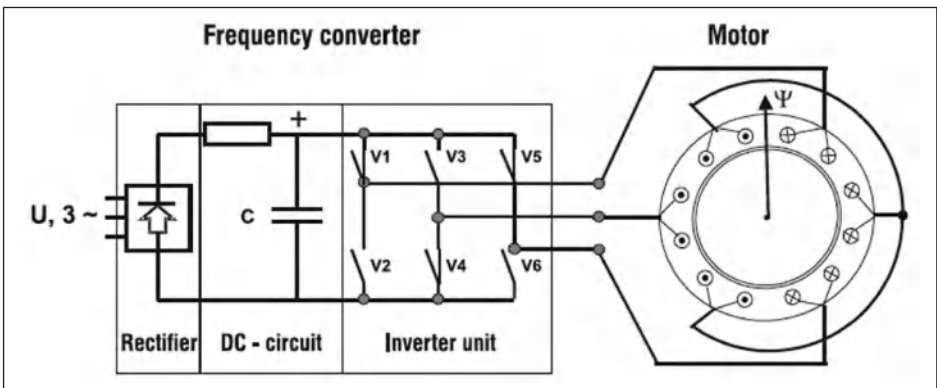 Frequency converter
Motor
Ψ
+
V1
V3
V5
U, 3 ~
C
V2
V4
V6
Rectifier
DC - circuit
Inverter unit